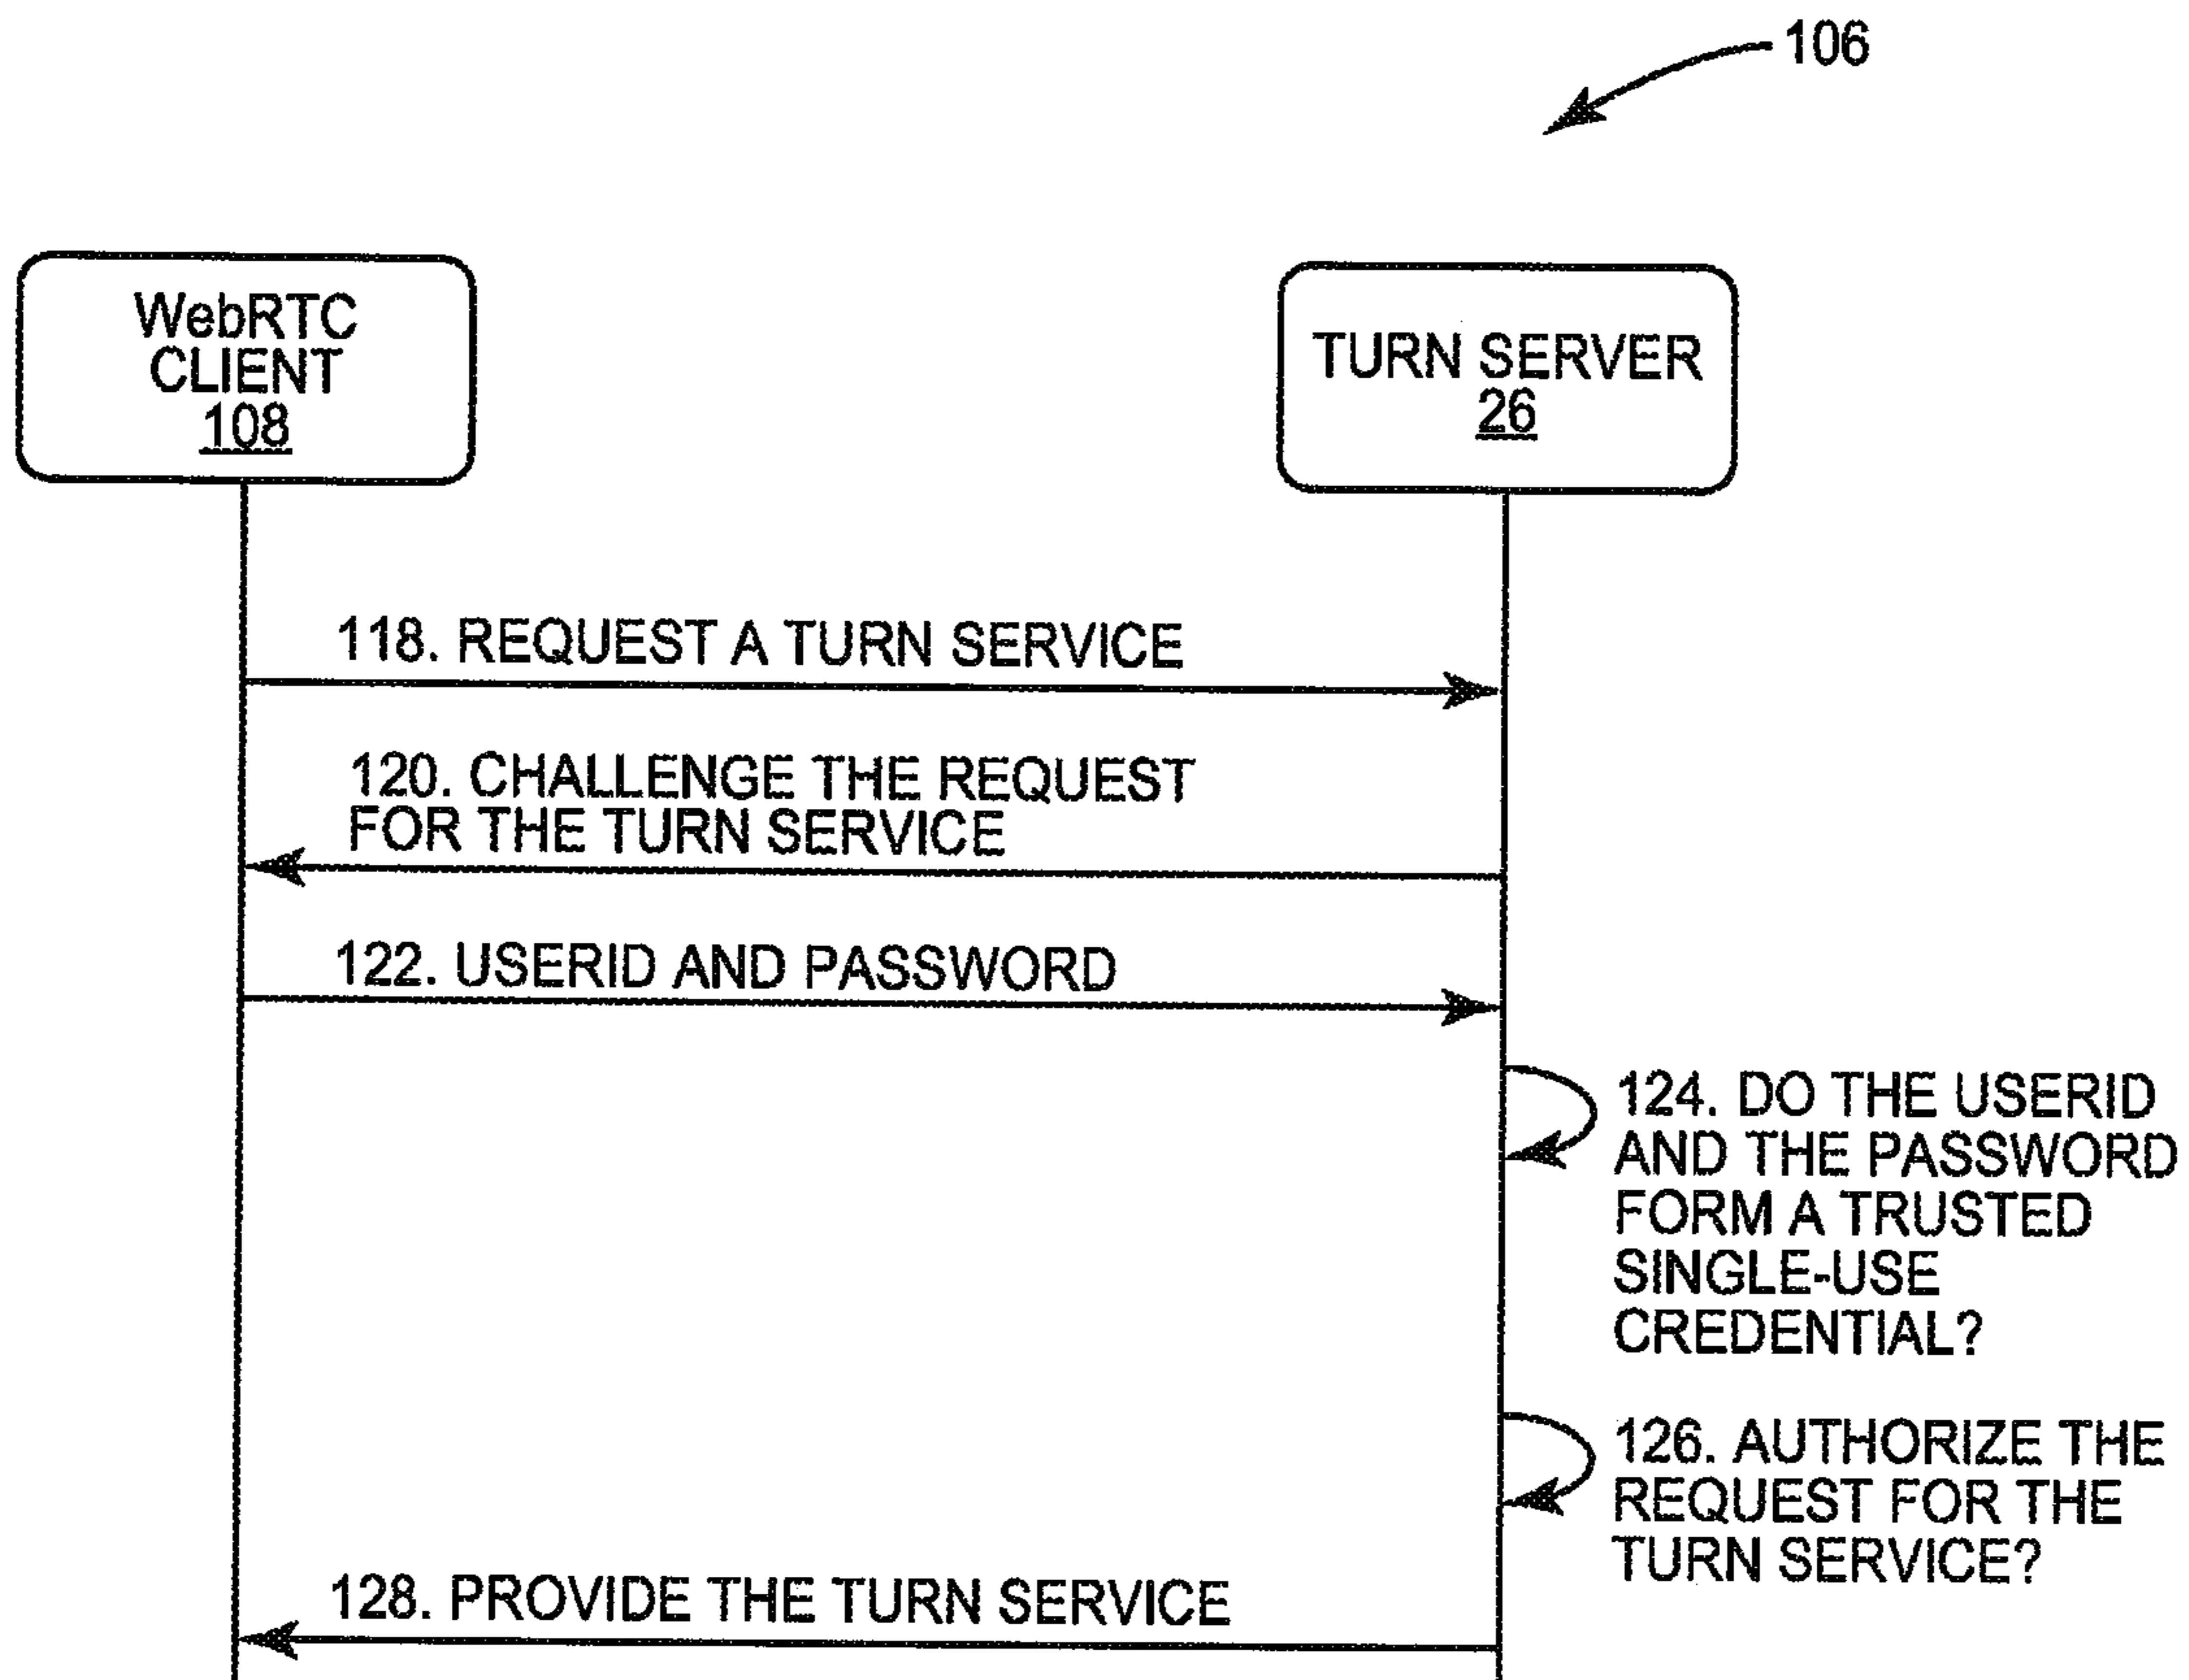 106
WebRTC
CLIENT
108
TURN SERVER
26
118. REQUEST A TURN SERVICE
120. CHALLENGE THE REQUEST
FOR THE TURN SERVICE
122. USERID AND PASSWORD
124. DO THE USERID
AND THE PASSWORD
FORM A TRUSTED
SINGLE-USE
CREDENTIAL?
126. AUTHORIZE THE
REQUEST FOR THE
TURN SERVICE?
128. PROVIDE THE TURN SERVICE